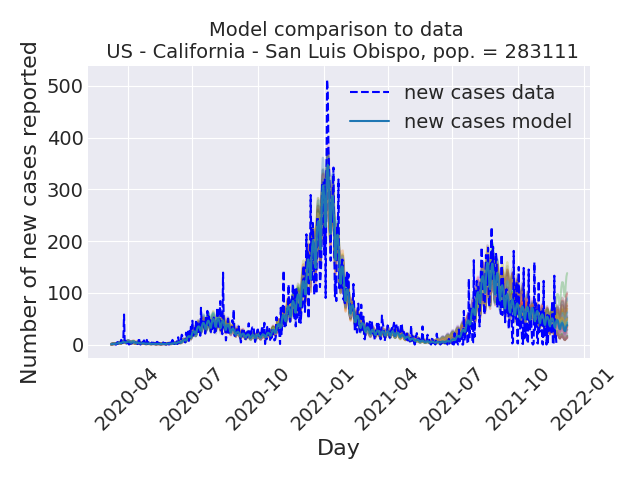 Model comparison to data
US - California - San Luis Obispo, pop. = 283111
Number of new cases reported
500
400
300
200
100
0
new cases data
new cases model
2020-04
2020-07
2020-10
2021-01
2021-04
2021-07
2021-10
2022-01
Day